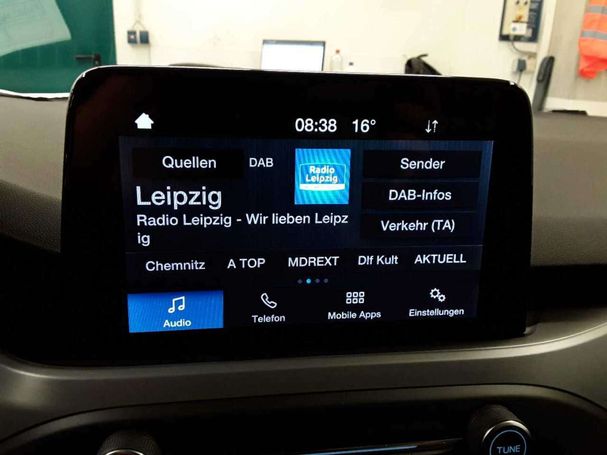 08:38 16°
Quellen DAB Radio Leipzig Sender
Leipzig
DAB-Infos
Radio Leipzig - Wir lieben Leipz
ig
Verkehr (TA)
Chemnitz A TOP MDREXT Dlf Kult AKTUELL
Audio Telefon Mobile Apps Einstellungen
TUNE